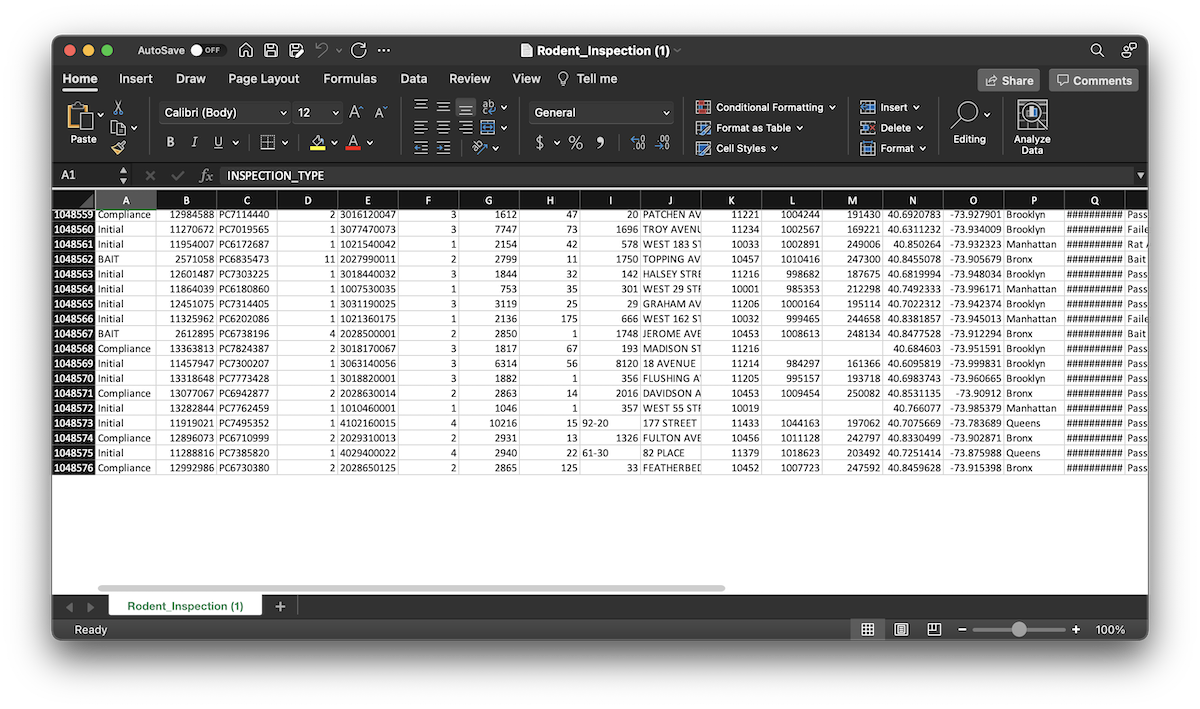 AutoSave OFF Rodent_Inspection (1)
Home Insert Draw Page Layout Formulas Data Review View Tell me Share Comments
Paste Calibri (Body) 12 A^ A General Conditional Formatting Insert Editing Analyze Data
B I U A ab $ % 9 .00 .0 Format as Table Delete
Cell Styles Format
A1 fx INSPECTION_TYPE
A B C D E F G H I J K L M N O P Q
1048559 Compliance 12984588 PC7114440 2 3016120047 3 1612 47 20 PATCHEN AV 11221 1004244 191430 40.6920783 -73.927901 Brooklyn ########## Pass
1048560 Initial 11270672 PC7019565 1 3077470073 3 7747 73 1696 TROY AVENU 11234 1002567 169221 40.6311232 -73.934009 Brooklyn ########## Faile
1048561 Initial 11954007 PC6172687 1 1021540042 1 2154 42 578 WEST 183 ST 10033 1002891 249006 40.850264 -73.932323 Manhattan ########## Rat
1048562 BAIT 2571058 PC6835473 11 2027990011 2 2799 11 1750 TOPPING AV 10457 1010416 247300 40.8455078 -73.905679 Bronx ########## Bait
1048563 Initial 12601487 PC7303225 1 3018440032 3 1844 32 142 HALSEY STRE 11216 998682 187675 40.6819994 -73.948034 Brooklyn ########## Pass
1048564 Initial 11864039 PC6180860 1 1007530035 1 753 35 301 WEST 29 STR 10001 985353 212298 40.7492333 -73.996171 Manhattan ########## Pass
1048565 Initial 12451075 PC7314405 1 3031190025 3 3119 25 29 GRAHAM AV 11206 1000164 195114 40.7022312 -73.942374 Brooklyn ########## Pass
1048566 Initial 11325962 PC6202086 1 1021360175 1 2136 175 666 WEST 162 ST 10032 999465 244658 40.8381857 -73.945013 Manhattan ########## Faile
1048567 BAIT 2612895 PC6738196 4 2028500001 2 2850 1 1748 JEROME AVE 10453 1008613 248134 40.8477528 -73.912294 Bronx ########## Bait
1048568 Compliance 13363813 PC7824387 2 3018170067 3 1817 67 193 MADISON ST 11216 40.684603 -73.951591 Brooklyn ########## Pass
1048569 Initial 11457947 PC7300207 1 3063140056 3 6314 56 8120 18 AVENUE 11214 984297 161366 40.6095819 -73.999831 Brooklyn ########## Pass
1048570 Initial 13318648 PC7773428 1 3018820001 3 1882 1 356 FLUSHING A 11205 995157 193718 40.6983743 -73.960665 Brooklyn ########## Pass
1048571 Compliance 13077067 PC6942877 2 2028630014 2 2863 14 2016 DAVIDSON A 10453 1009454 250082 40.8531135 -73.90912 Bronx ########## Pass
1048572 Initial 13282844 PC7762459 1 1010460001 1 1046 1 357 WEST 55 STR 10019 40.766077 -73.985379 Manhattan ########## Pass
1048573 Initial 11919021 PC7495352 1 4102160015 4 10216 15 92-20 177 STREET 11433 1044163 197062 40.7075669 -73.783689 Queens ########## Pass
1048574 Compliance 12896073 PC6710999 2 2029310013 2 2931 13 1326 FULTON AVE 10456 1011128 242797 40.8330499 -73.902871 Bronx ########## Pass
1048575 Initial 11288816 PC7385820 1 4029400022 4 2940 22 61-30 82 PLACE 11379 1018623 203492 40.7251414 -73.875988 Queens ########## Pass
1048576 Compliance 12992986 PC6730380 2 2028650125 2 2865 125 33 FEATHERBED 10452 1007723 247592 40.8459628 -73.915398 Bronx ########## Pass
Rodent_Inspection (1) +
Ready 100%